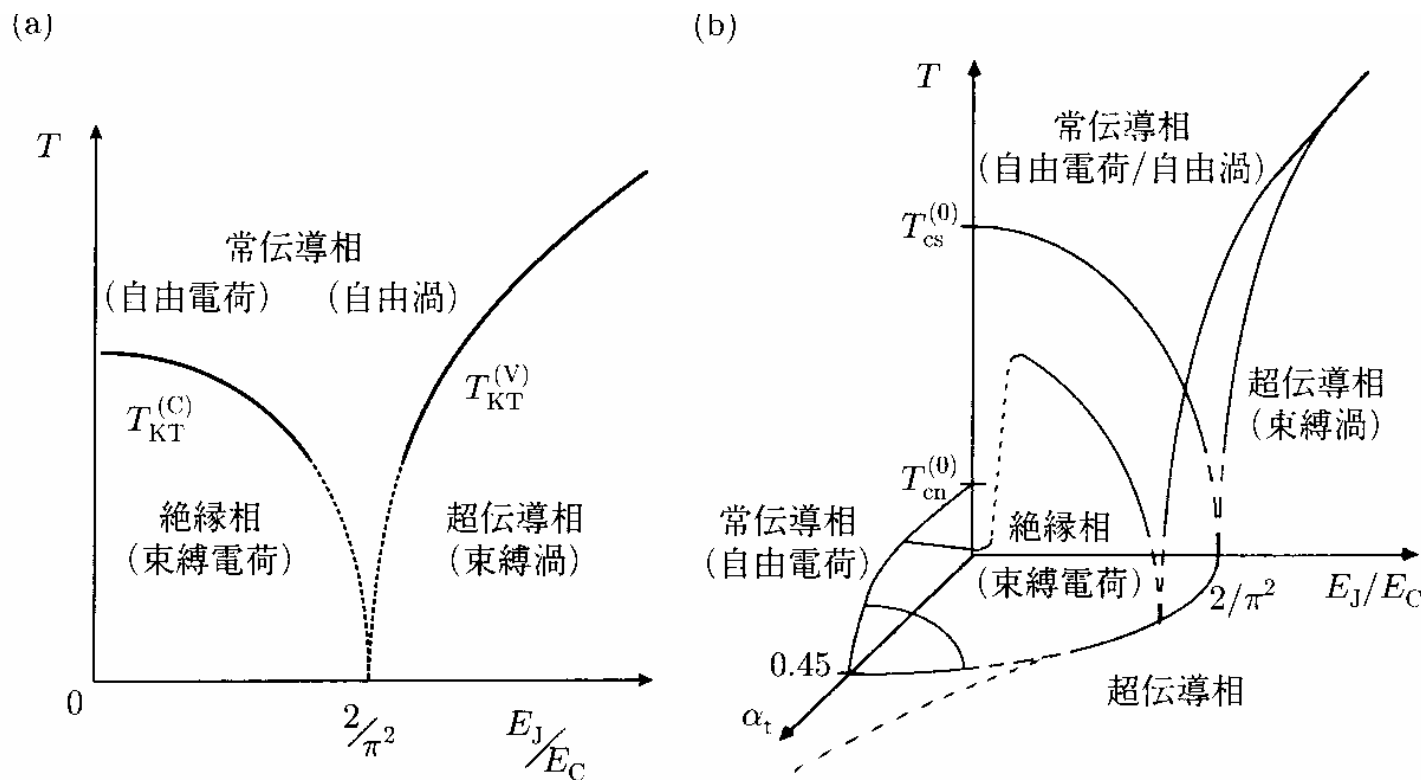 (a)
T
常伝導相
(自由電荷) (自由渦)
T_KT^(C)
T_KT^(V)
絶縁相
(束縛電荷)
超伝導相
(束縛渦)
0
2/π²
E_J/E_C
(b)
T
常伝導相
(自由電荷/自由渦)
T_cs^(0)
超伝導相
(束縛渦)
T_cn^(0)
常伝導相
(自由電荷)
絶縁相
(束縛電荷)
2/π²
E_J/E_C
0.45
超伝導相
α_t